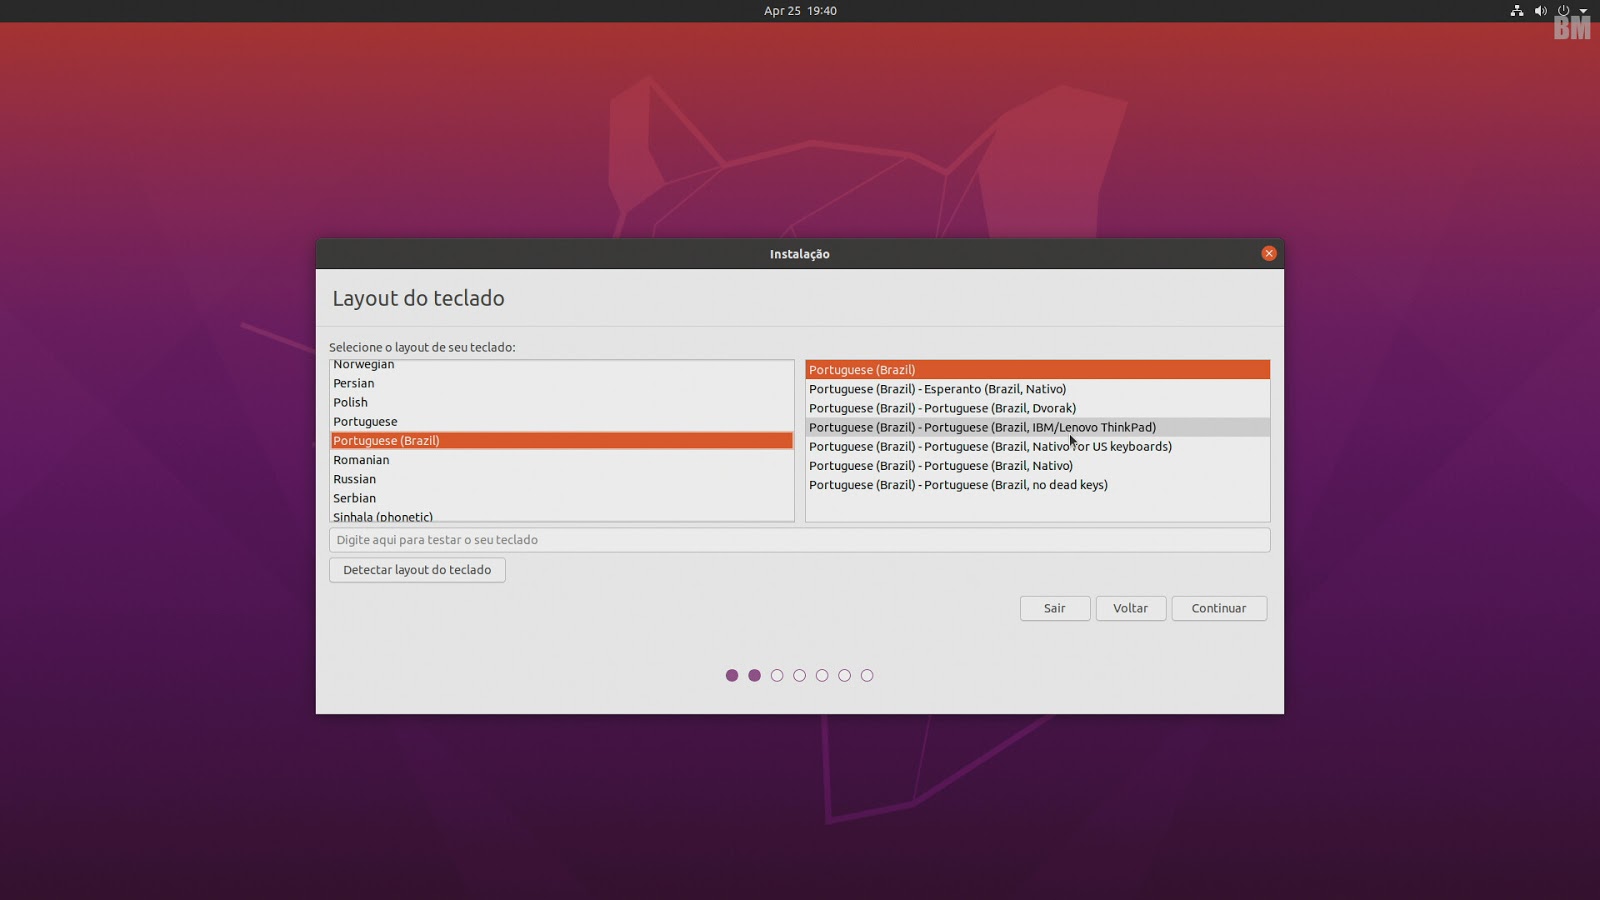 Apr 25 19:40
BM
Instalação
Layout do teclado
Selecione o layout de seu teclado:
Norwegian
Persian
Polish
Portuguese
Portuguese (Brazil)
Romanian
Russian
Serbian
Sinhala (phonetic)
Portuguese (Brazil)
Portuguese (Brazil) - Esperanto (Brazil, Nativo)
Portuguese (Brazil) - Portuguese (Brazil, Dvorak)
Portuguese (Brazil) - Portuguese (Brazil, IBM/Lenovo ThinkPad)
Portuguese (Brazil) - Portuguese (Brazil, Nativo for US keyboards)
Portuguese (Brazil) - Portuguese (Brazil, Nativo)
Portuguese (Brazil) - Portuguese (Brazil, no dead keys)
Digite aqui para testar o seu teclado
Detectar layout do teclado
Sair Voltar Continuar